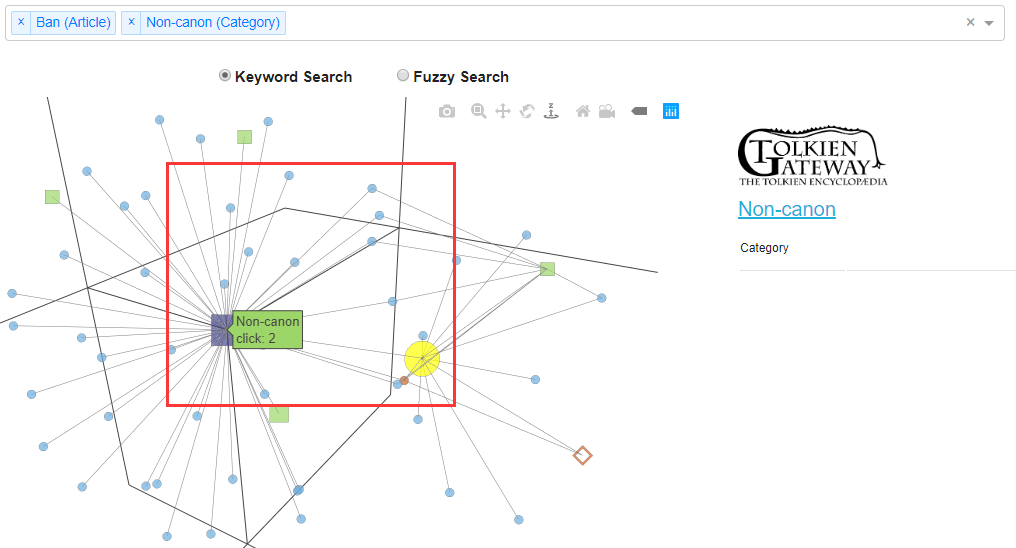 × Ban (Article) × Non-canon (Category) ×
Keyword Search Fuzzy Search
z
TOLKIEN
GATEWAY
THE TOLKIEN ENCYCLOPÆDIA
Non-canon
Category
Non-canon
click: 2